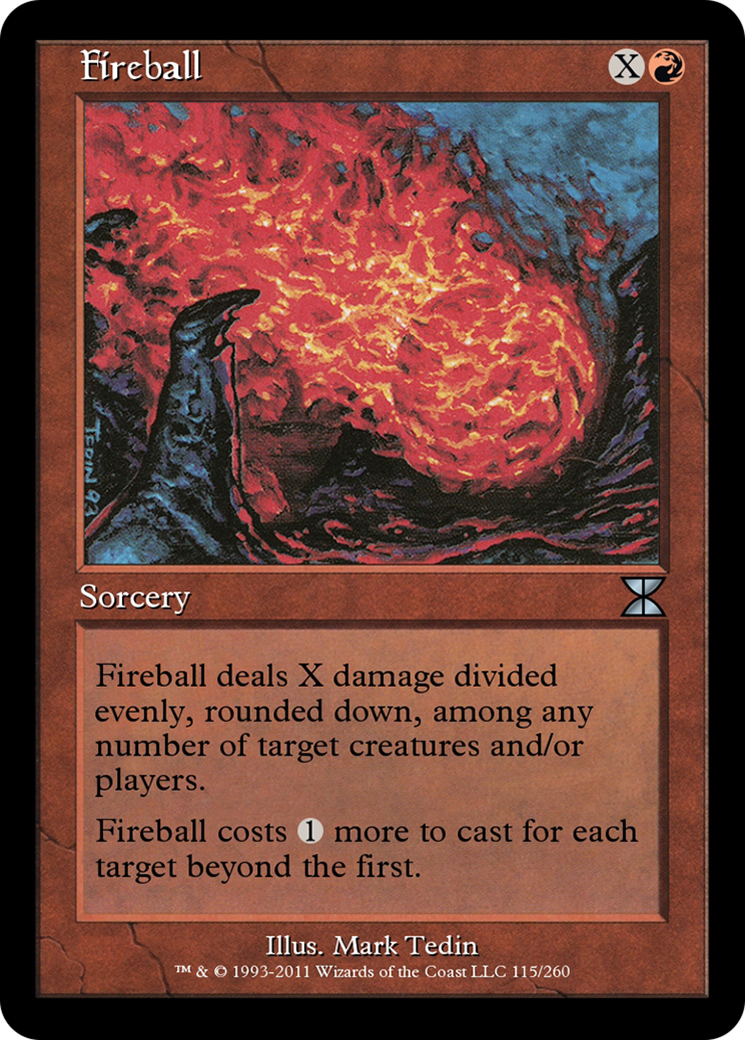 Fireball
X
TEDIN 93
Sorcery
Fireball deals X damage divided
evenly, rounded down, among any
number of target creatures and/or
players.
Fireball costs 1 more to cast for each
target beyond the first.
Illus. Mark Tedin
™ & © 1993-2011 Wizards of the Coast LLC 115/260